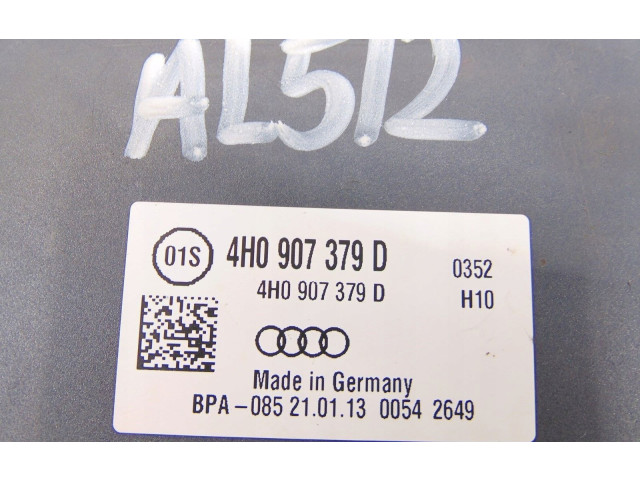 AL512
01S 4H0 907 379 D 0352
4H0 907 379 D H10
Made in Germany
BPA-085 21.01.13 0054 2649